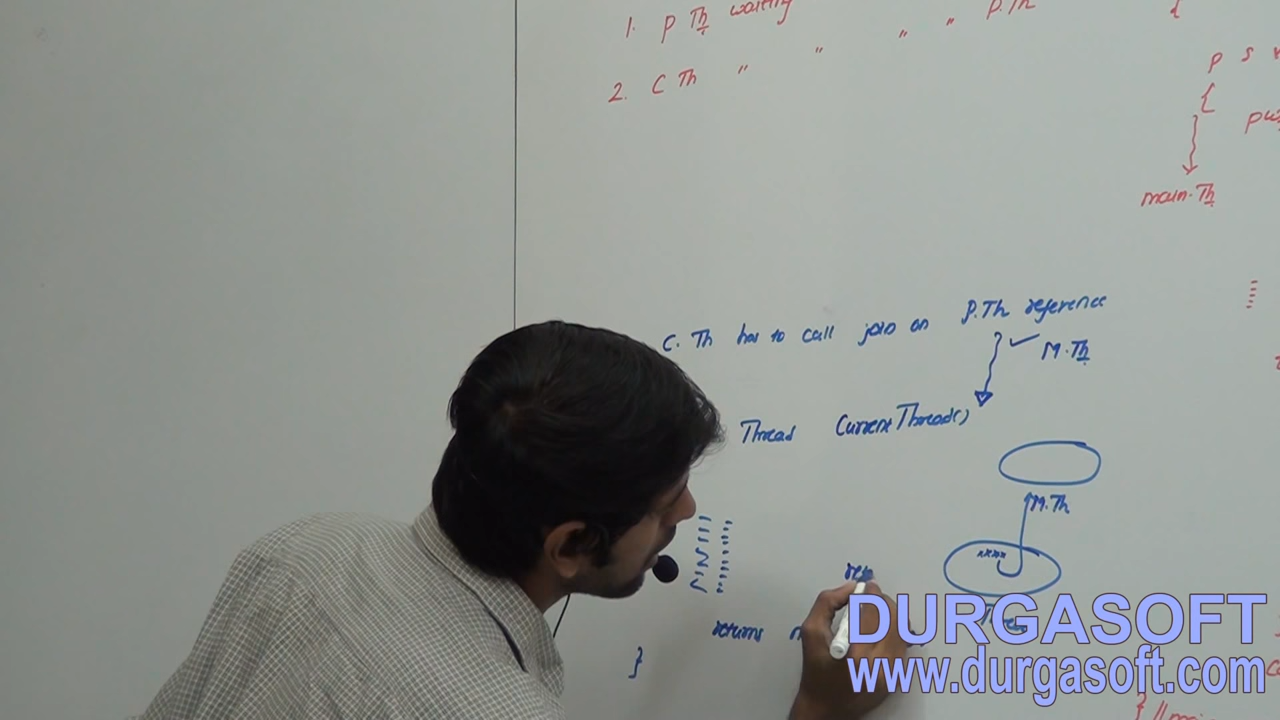 1. P Th waiting " " " P.Th {
2. C Th "
P S
{
main.Th
C. Th has to call join on P.Th reference
M.Th
Thread CurrentThread()
M.Th
returns
}
DURGASOFT
www.durgasoft.com